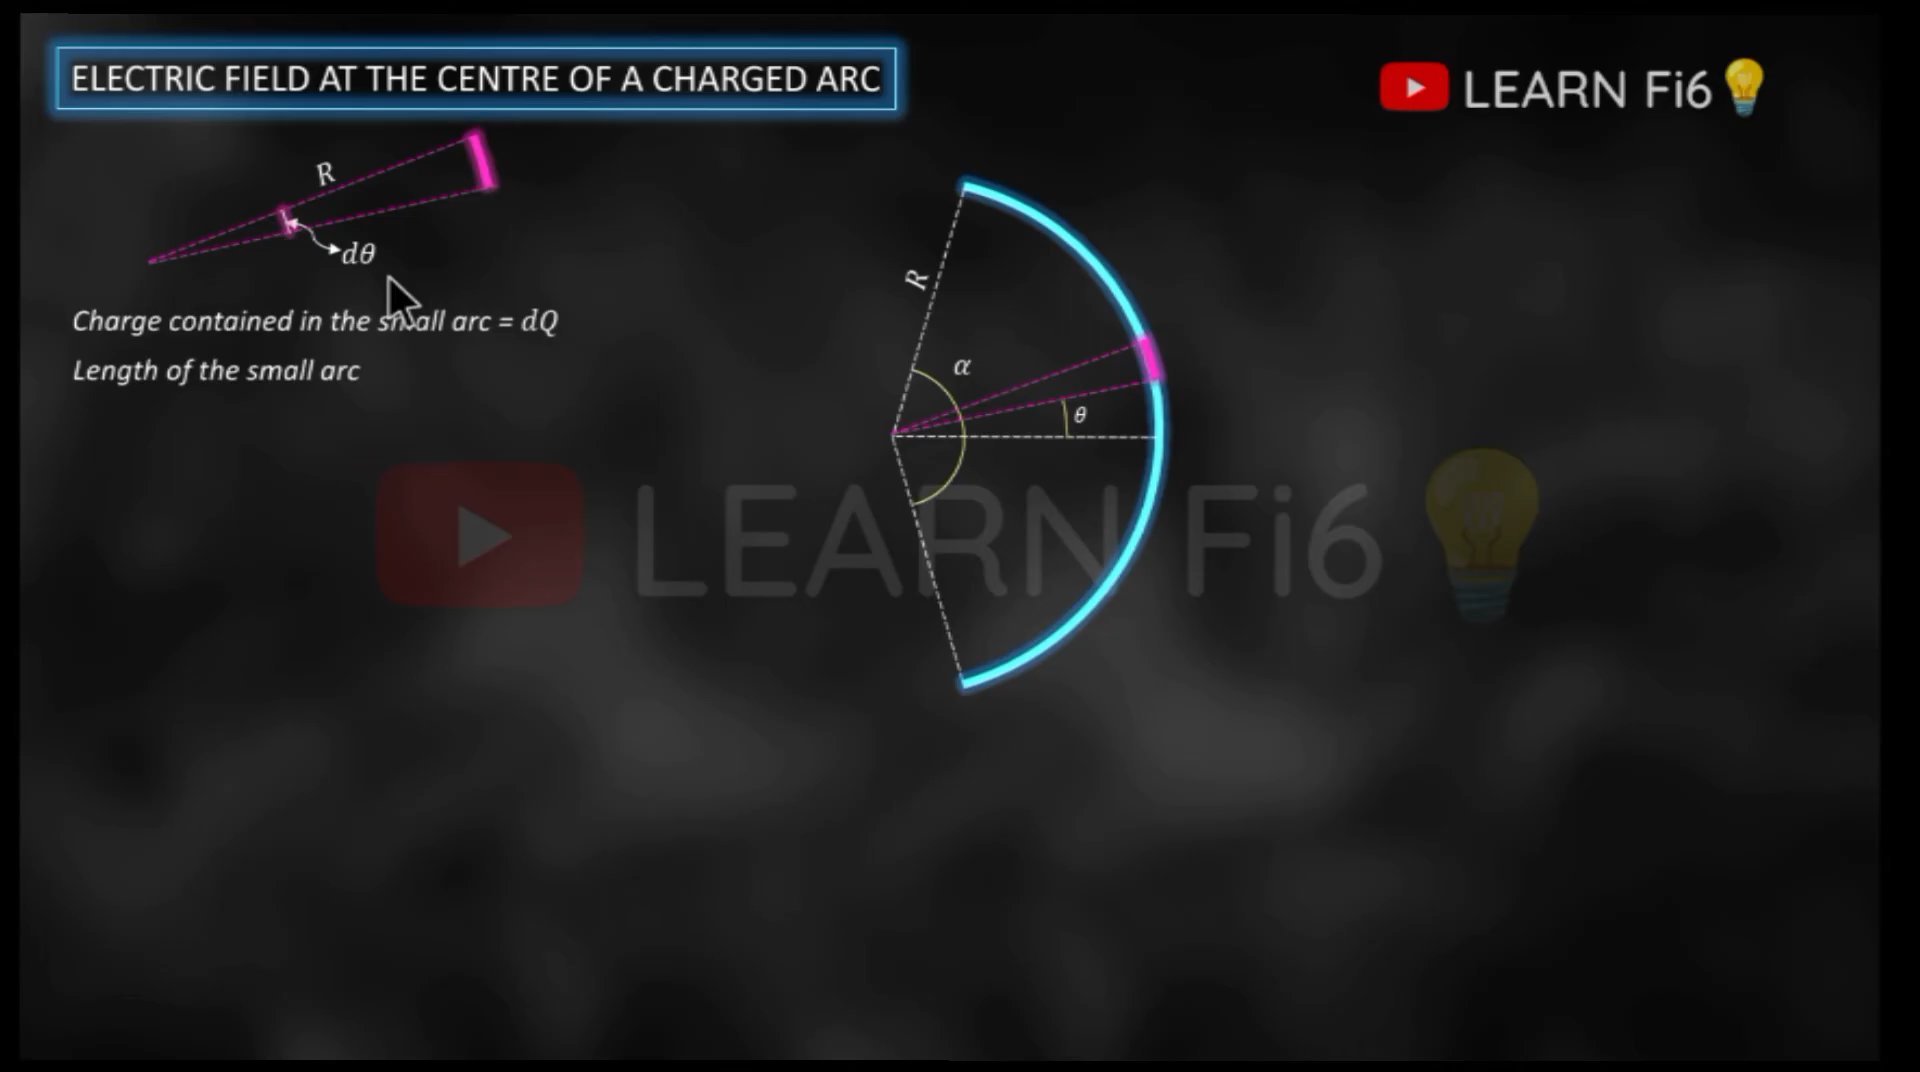 ELECTRIC FIELD AT THE CENTRE OF A CHARGED ARC
LEARN Fi6
R
dθ
Charge contained in the small arc = dQ
Length of the small arc
R
α
θ
LEARN Fi6